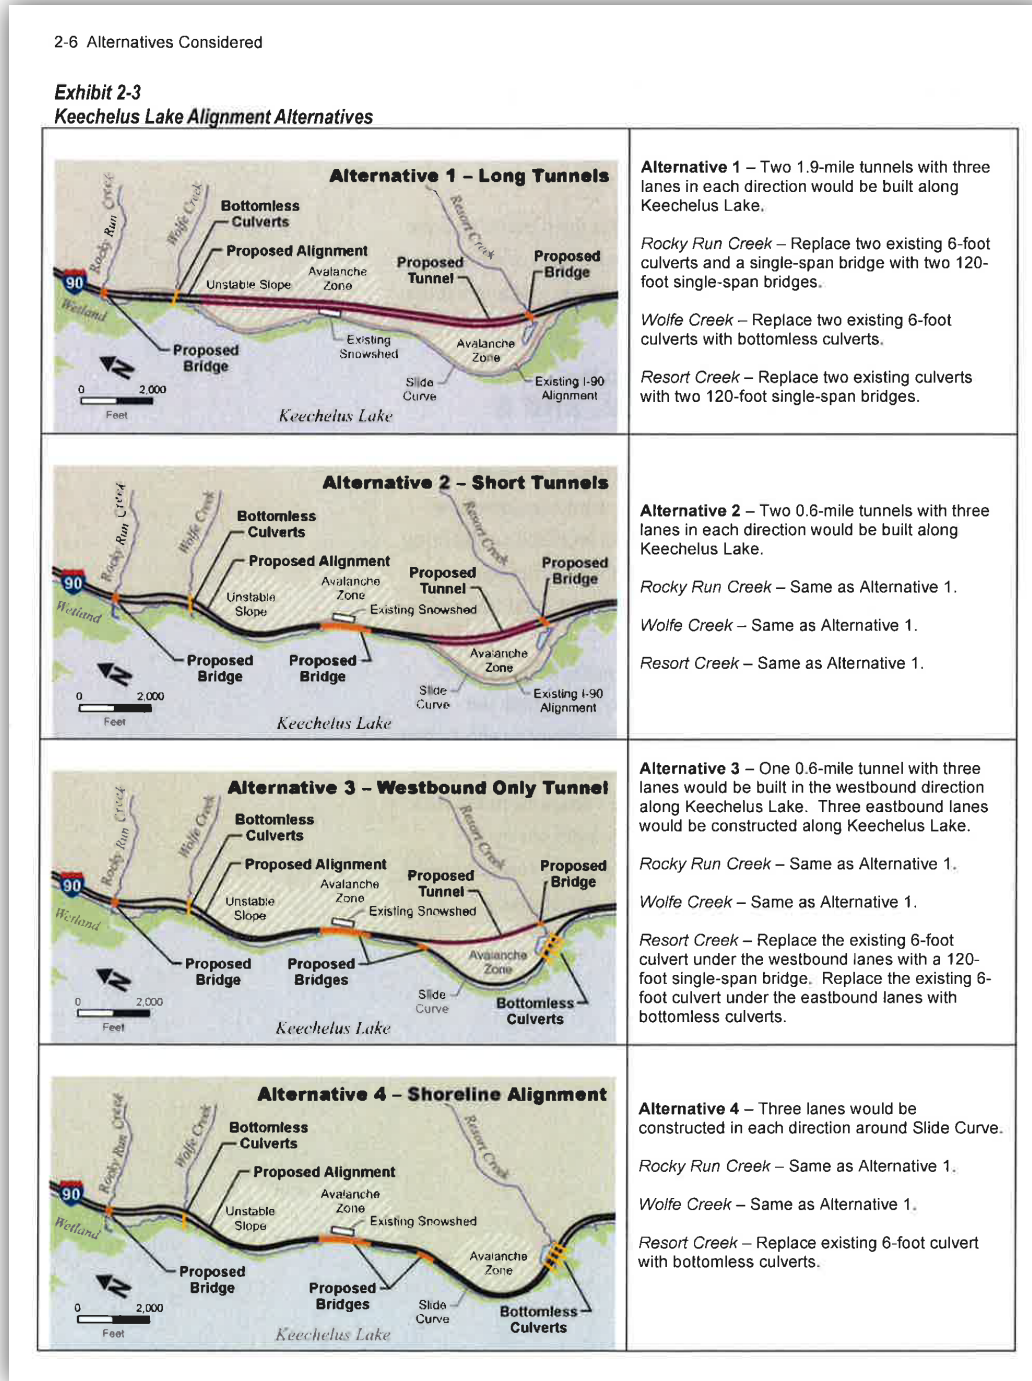 2-6 Alternatives Considered
Exhibit 2-3
Keechelus Lake Alignment Alternatives
Alternative 1 – Long Tunnels
Rocky Run Creek
Wolfe Creek
Resort Creek
Bottomless
Culverts
Proposed Alignment
Avalanche
Zone
Unstable Slope
Proposed
Tunnel
Proposed
Bridge
90
Wetland
Proposed
Bridge
Existing
Snowshed
Avalanche
Zone
Slide
Curve
Existing I-90
Alignment
N
0 2,000
Feet
Keechelus Lake
Alternative 1 – Two 1.9-mile tunnels with three
lanes in each direction would be built along
Keechelus Lake.
Rocky Run Creek – Replace two existing 6-foot
culverts and a single-span bridge with two 120-
foot single-span bridges.
Wolfe Creek – Replace two existing 6-foot
culverts with bottomless culverts.
Resort Creek – Replace two existing culverts
with two 120-foot single-span bridges.
Alternative 2 – Short Tunnels
Rocky Run Creek
Wolfe Creek
Resort Creek
Bottomless
Culverts
Proposed Alignment
Avalanche
Zone
Unstable
Slope
Proposed
Tunnel
Proposed
Bridge
Existing Snowshed
90
Wetland
Proposed
Bridge
Proposed
Bridge
Avalanche
Zone
Slide
Curve
Existing I-90
Alignment
N
0 2,000
Feet
Keechelus Lake
Alternative 2 – Two 0.6-mile tunnels with three
lanes in each direction would be built along
Keechelus Lake.
Rocky Run Creek – Same as Alternative 1.
Wolfe Creek – Same as Alternative 1.
Resort Creek – Same as Alternative 1.
Alternative 3 – Westbound Only Tunnel
Rocky Run Creek
Wolfe Creek
Resort Creek
Bottomless
Culverts
Proposed Alignment
Avalanche
Zone
Unstable
Slope
Proposed
Tunnel
Proposed
Bridge
Existing Snowshed
90
Wetland
Proposed
Bridge
Proposed
Bridges
Avalanche
Zone
Slide
Curve
Bottomless
Culverts
N
0 2,000
Feet
Keechelus Lake
Alternative 3 – One 0.6-mile tunnel with three
lanes would be built in the westbound direction
along Keechelus Lake. Three eastbound lanes
would be constructed along Keechelus Lake.
Rocky Run Creek – Same as Alternative 1.
Wolfe Creek – Same as Alternative 1.
Resort Creek – Replace the existing 6-foot
culvert under the westbound lanes with a 120-
foot single-span bridge. Replace the existing 6-
foot culvert under the eastbound lanes with
bottomless culverts.
Alternative 4 – Shoreline Alignment
Rocky Run Creek
Wolfe Creek
Resort Creek
Bottomless
Culverts
Proposed Alignment
Avalanche
Zone
Unstable
Slope
Existing Snowshed
90
Wetland
Proposed
Bridge
Proposed
Bridges
Avalanche
Zone
Slide
Curve
Bottomless
Culverts
N
0 2,000
Feet
Keechelus Lake
Alternative 4 – Three lanes would be
constructed in each direction around Slide Curve.
Rocky Run Creek – Same as Alternative 1.
Wolfe Creek – Same as Alternative 1.
Resort Creek – Replace existing 6-foot culvert
with bottomless culverts.